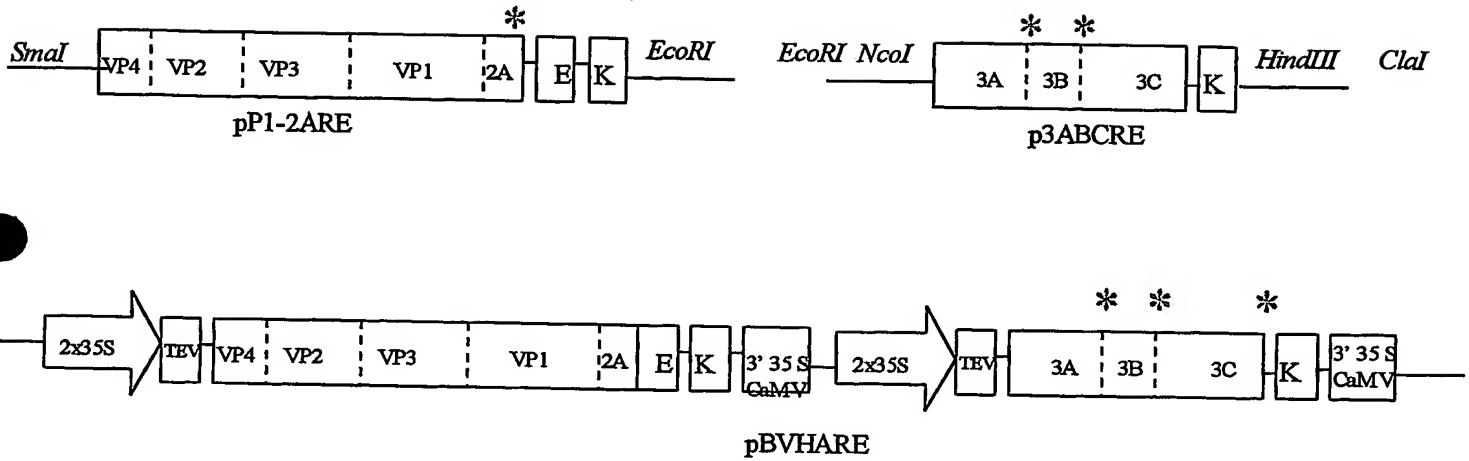 * * *
SmaI VP4 VP2 VP3 VP1 2A E K EcoRI EcoRI NcoI 3A 3B 3C K HindIII ClaI
pP1-2ARE p3ABCRE
* * *
2x35S TEV VP4 VP2 VP3 VP1 2A E K 3' 35 S 2x35S TEV 3A 3B 3C K 3' 35 S
CaMV CaMV
pBVHARE